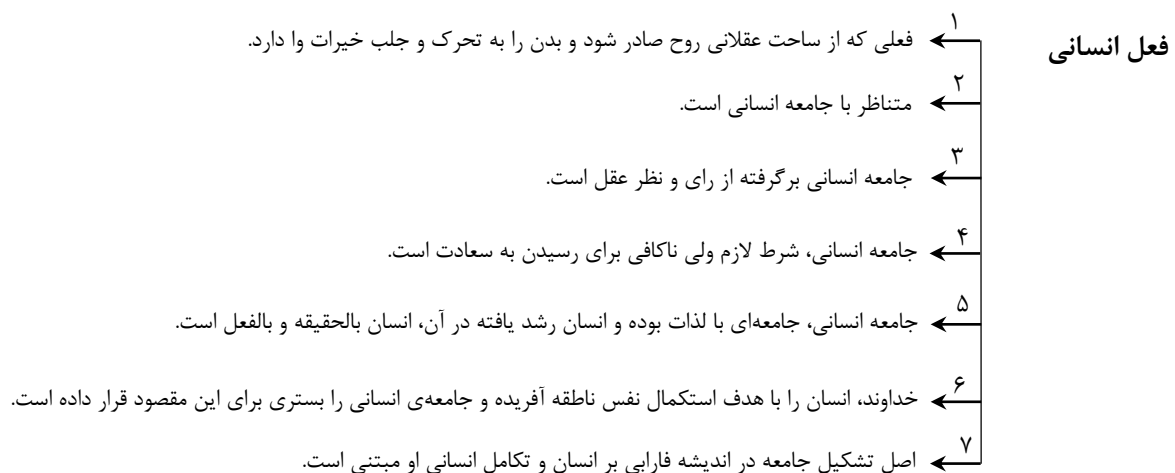 فعل انسانی
۱ فعلی که از ساحت عقلانی روح صادر شود و بدن را به تحرک و جلب خیرات وا دارد.
۲ متناظر با جامعه انسانی است.
۳ جامعه انسانی برگرفته از رای و نظر عقل است.
۴ جامعه انسانی، شرط لازم ولی ناکافی برای رسیدن به سعادت است.
۵ جامعه انسانی، جامعه‌ای با لذات بوده و انسان رشد یافته در آن، انسان بالحقیقه و بالفعل است.
۶ خداوند، انسان را با هدف استکمال نفس ناطقه آفریده و جامعه‌ی انسانی را بستری برای این مقصود قرار داده است.
۷ اصل تشکیل جامعه در اندیشه فارابی بر انسان و تکامل انسانی او مبتنی است.